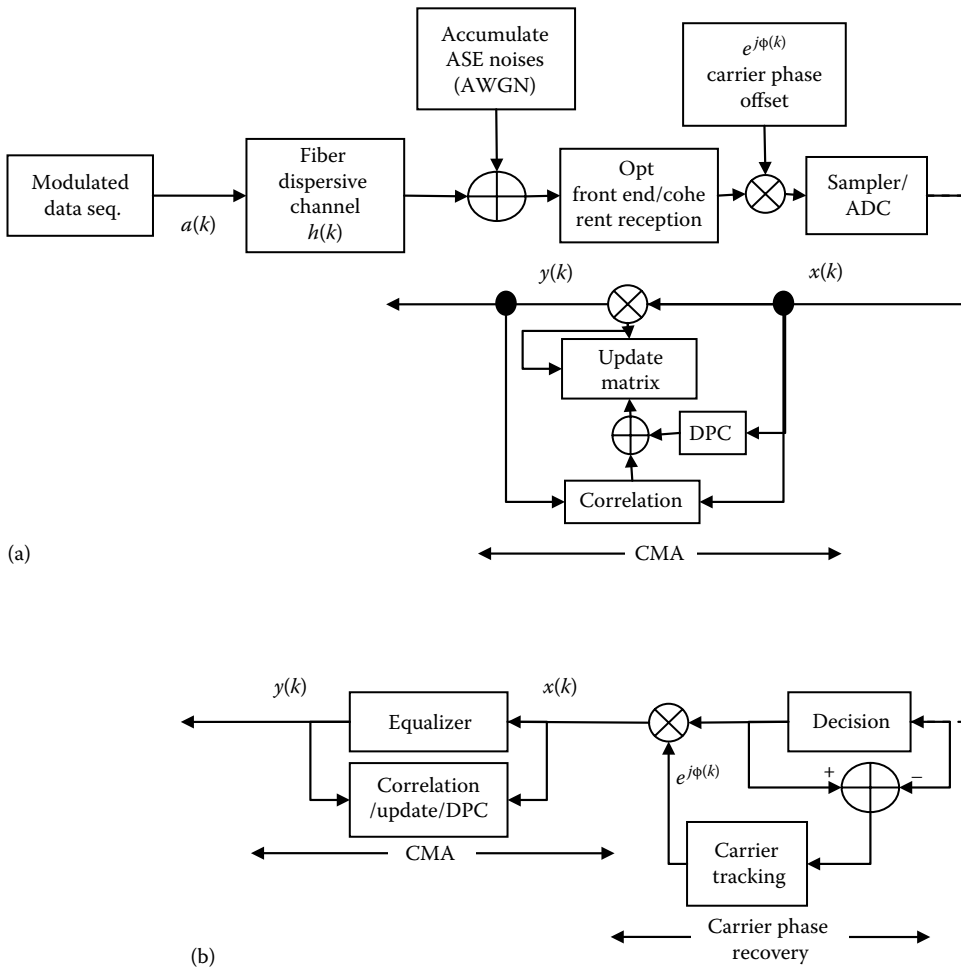 Accumulate
ASE noises
(AWGN)
e^{jϕ(k)}
carrier phase
offset
Modulated
data seq.
a(k)
Fiber
dispersive
channel
h(k)
Opt
front end/cohe
rent reception
Sampler/
ADC
y(k)
x(k)
Update
matrix
DPC
Correlation
CMA
(a)
y(k)
x(k)
Equalizer
Correlation
/update/DPC
CMA
e^{jϕ(k)}
Decision
+
−
Carrier
tracking
Carrier phase
recovery
(b)